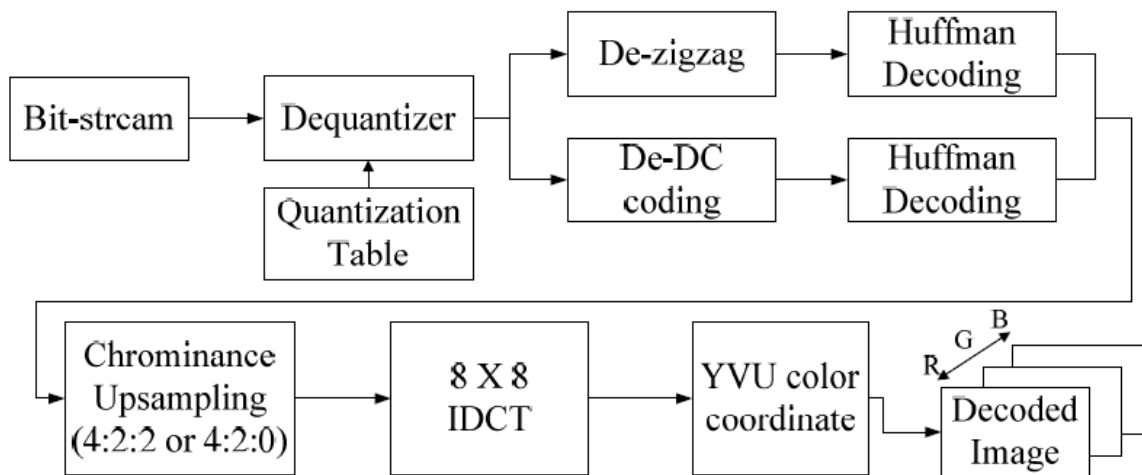 De-zigzag
Huffman
Decoding
Bit-stream
Dequantizer
De-DC
coding
Huffman
Decoding
Quantization
Table
Chrominance
Upsampling
(4:2:2 or 4:2:0)
8 X 8
IDCT
YVU color
coordinate
R
G
B
Decoded
Image